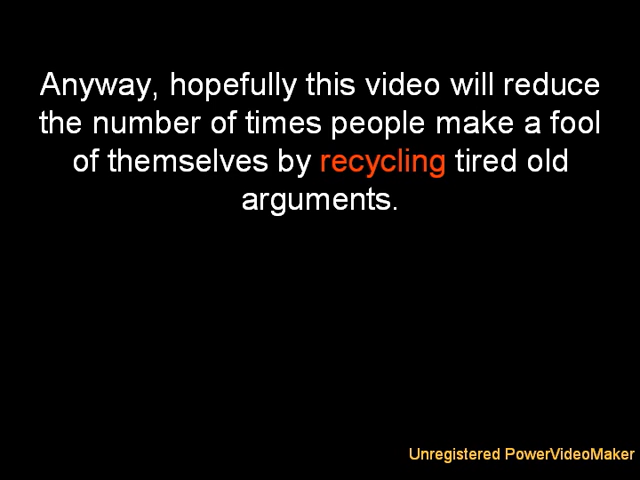 Anyway, hopefully this video will reduce
the number of times people make a fool
of themselves by recycling tired old
arguments.
Unregistered PowerVideoMaker